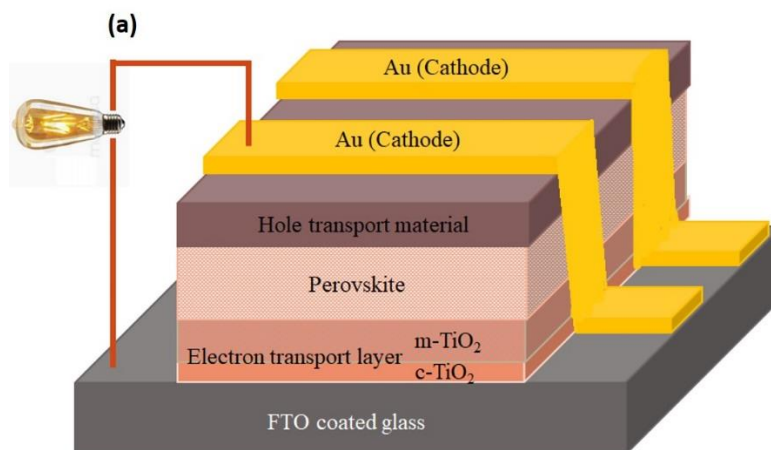 (a)
Au (Cathode)
Au (Cathode)
Hole transport material
Perovskite
m-TiO₂
Electron transport layer
c-TiO₂
FTO coated glass